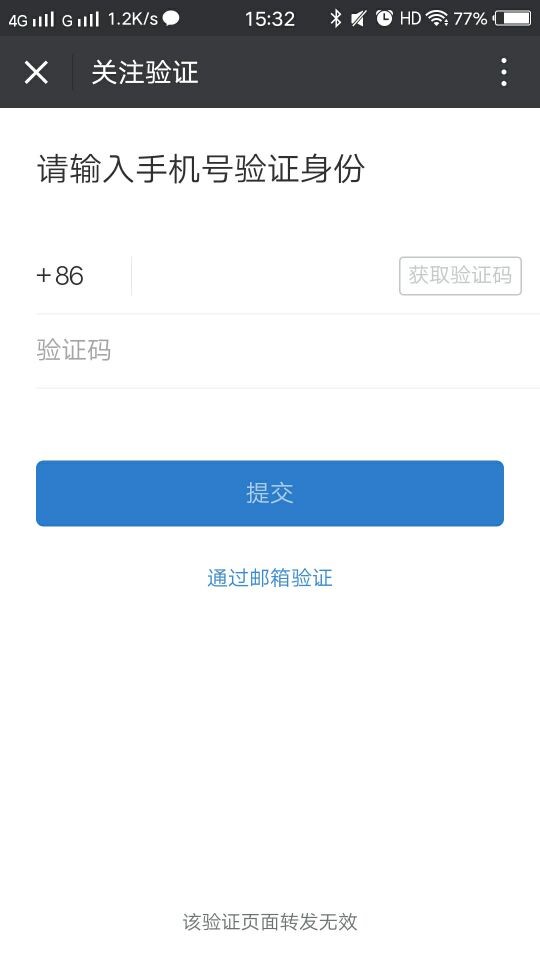 4G G 1.2K/s 15:32 HD 77%
关注验证
请输入手机号验证身份
+86 获取验证码
验证码
提交
通过邮箱验证
该验证页面转发无效